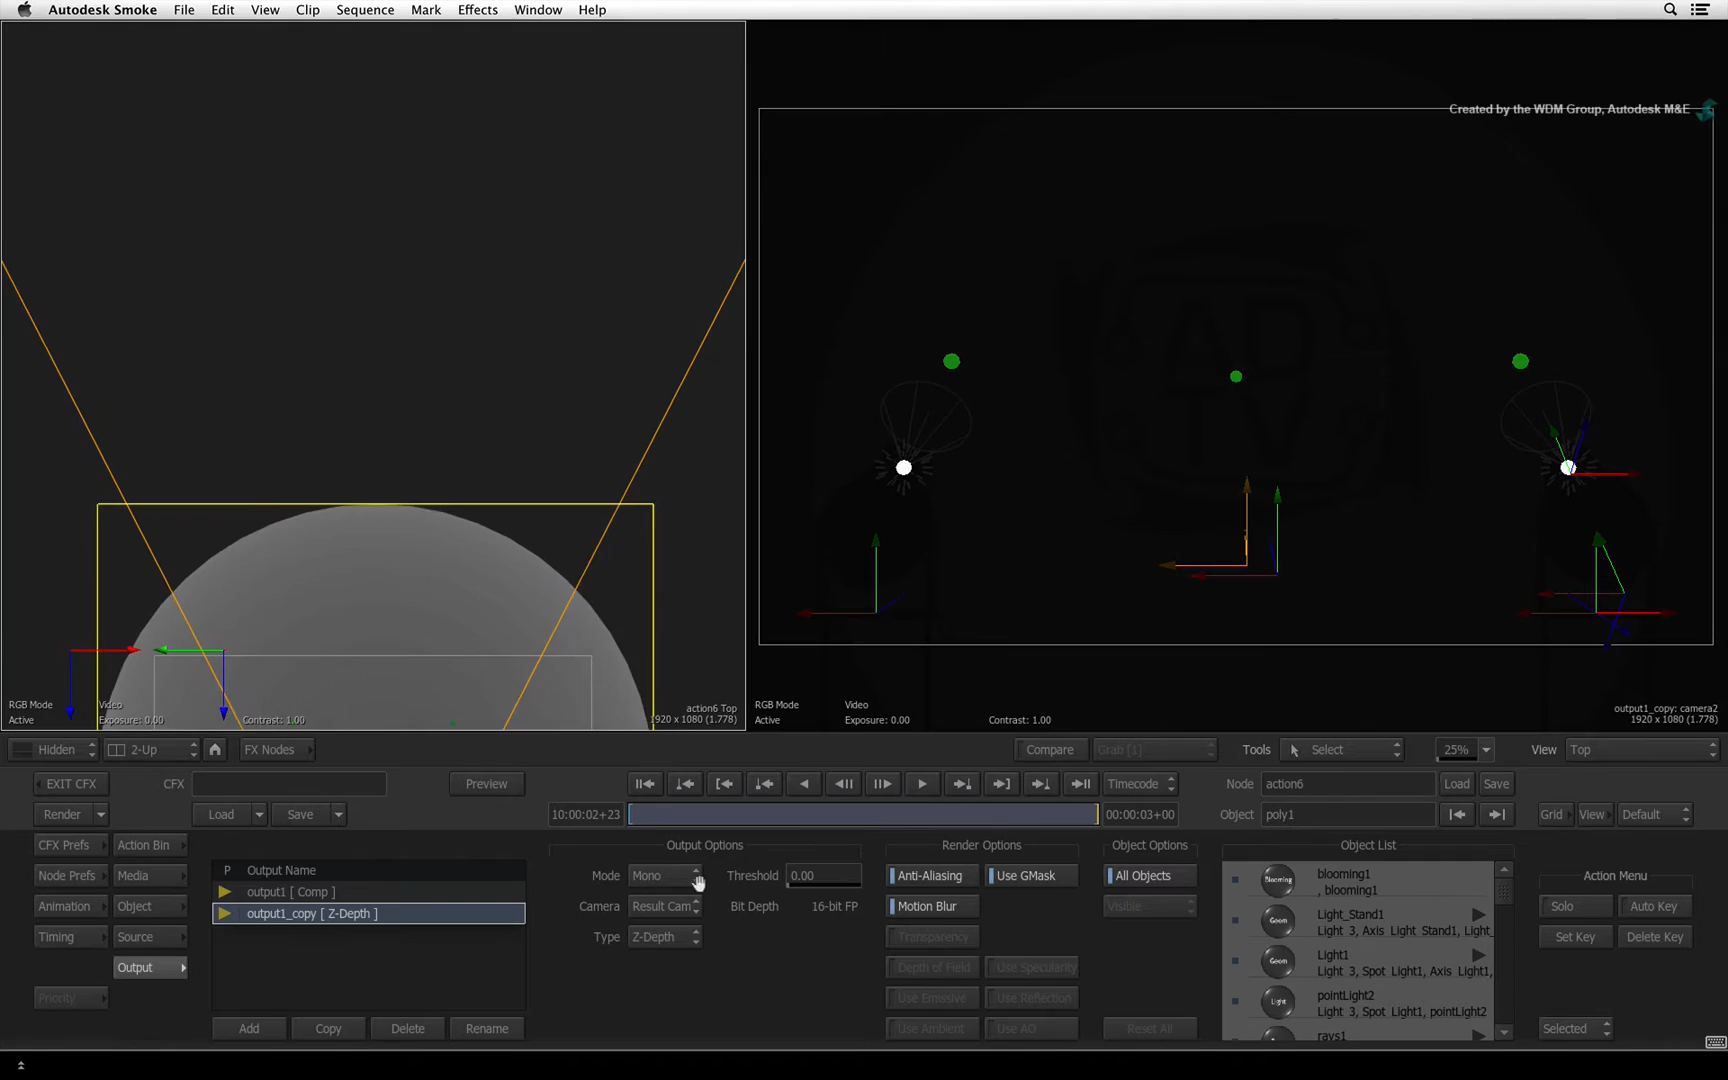 Autodesk Smoke File Edit View Clip Sequence Mark Effects Window Help
Created by the WDM Group, Autodesk M&E
RGB Mode Video action6 Top
Active Exposure: 0.00 Contrast: 1.00 1920 x 1080 (1.778)
RGB Mode Video output1_copy: camera2
Active Exposure: 0.00 Contrast: 1.00 1920 x 1080 (1.778)
Hidden 2-Up FX Nodes Compare Grab [1] Tools Select 25% View Top
EXIT CFX CFX Preview Timecode Node action6 Load Save
Render Load Save 10:00:02+23 00:00:03+00 Object poly1 Grid View Default
CFX Prefs Action Bin Output Options Render Options Object Options Object List
P Output Name
Node Prefs Media Mode Mono Threshold 0.00 Anti-Aliasing Use GMask All Objects blooming1 Action Menu
output1 [ Comp ] , blooming1
Animation Object Camera Result Cam Bit Depth 16-bit FP Motion Blur Visible Light_Stand1 Solo Auto Key
output1_copy [ Z-Depth ] Light 3, Axis Light Stand1, Light_
Timing Source Type Z-Depth Transparency Set Key Delete Key
Light1
Output Depth of Field Use Specularity Light 3, Spot Light1, Axis Light1,
Priority Use Emissive Use Reflection pointLight2
Light 3, Spot Light1, pointLight2
Add Copy Delete Rename Use Ambient Use AO Reset All rays1 Selected